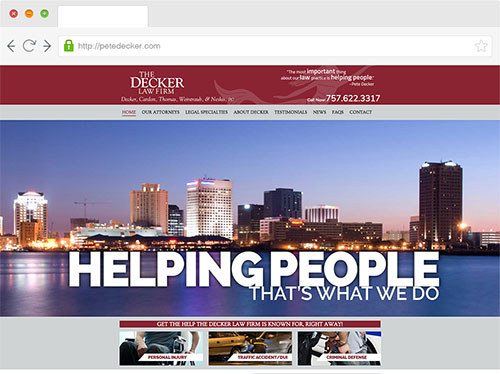 http://petedecker.com
THE
DECKER
LAW FIRM
Decker, Cardon, Thomas, Weintraub, & Neskis, PC
"The most important thing
about our law practice is helping people."
~Pete Decker
Call Now 757.622.3317
HOME OUR ATTORNEYS LEGAL SPECIALTIES ABOUT DECKER TESTIMONIALS NEWS FAQS CONTACT
HELPING PEOPLE
THAT'S WHAT WE DO
GET THE HELP THE DECKER LAW FIRM IS KNOWN FOR, RIGHT AWAY!
PERSONAL INJURY TRAFFIC ACCIDENT/DUI CRIMINAL DEFENSE